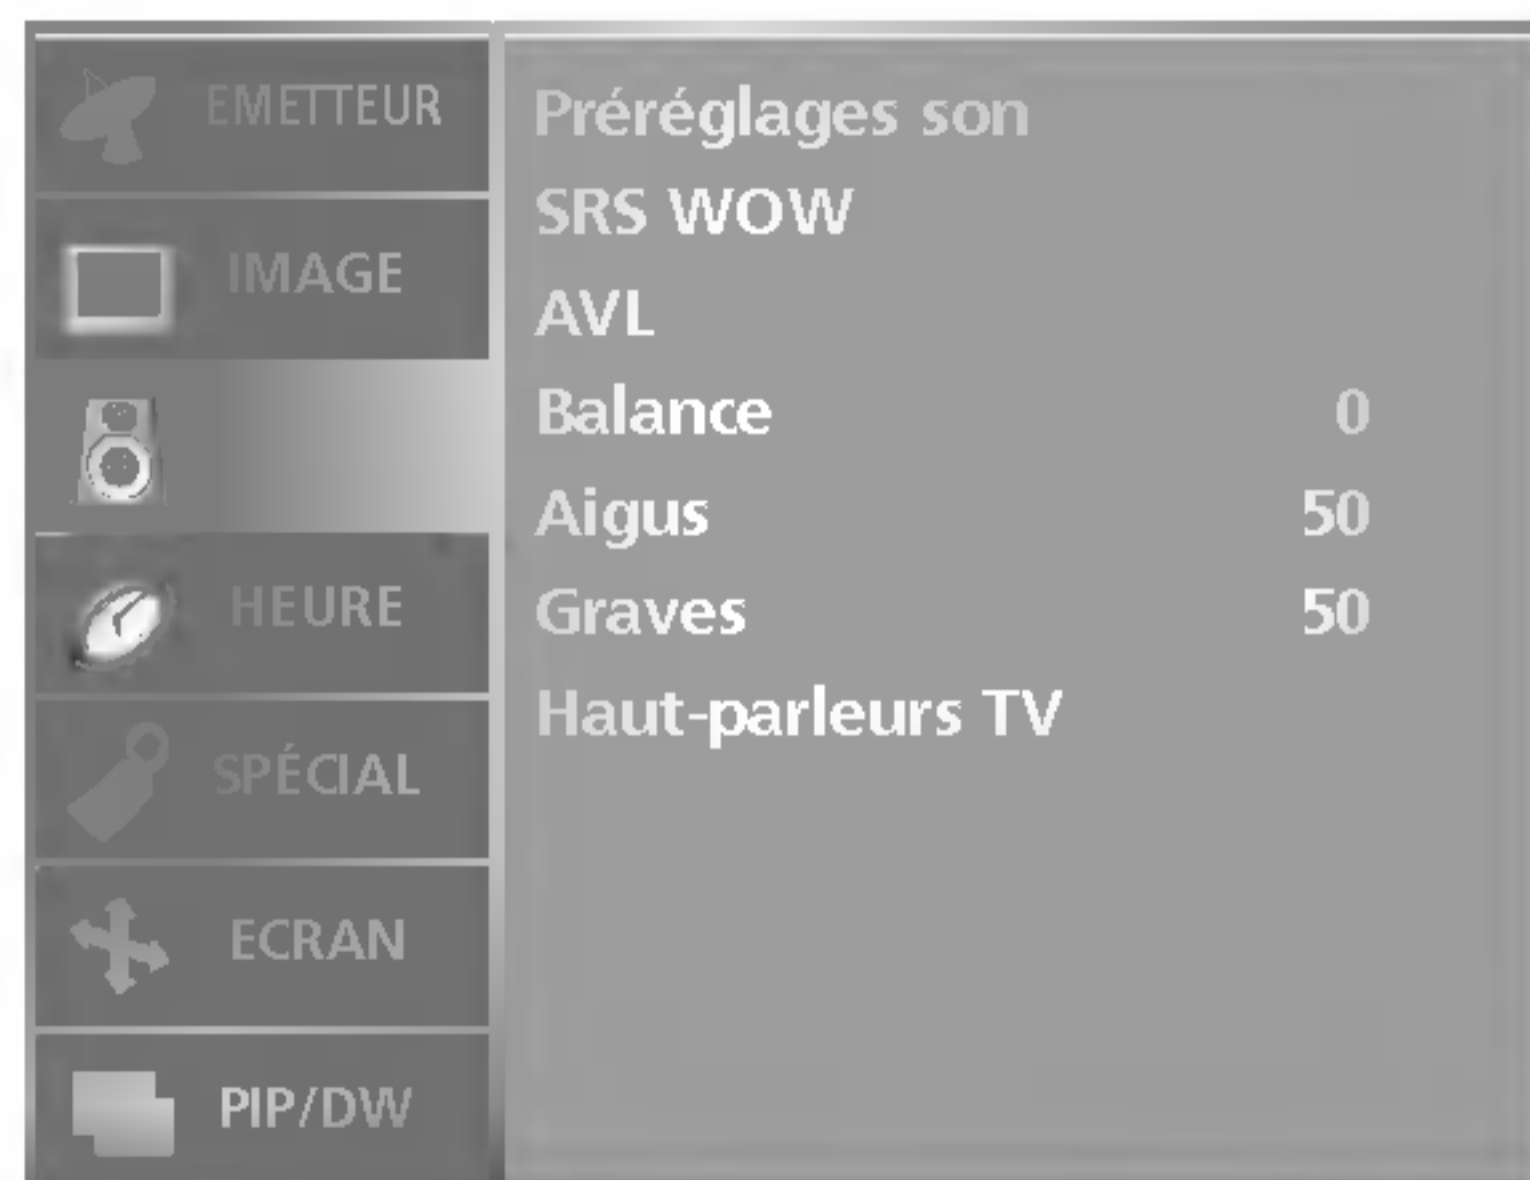 EMETTEUR
IMAGE
HEURE
SPÉCIAL
ECRAN
PIP/DW
Préréglages son
SRS WOW
AVL
Balance 0
Aigus 50
Graves 50
Haut-parleurs TV